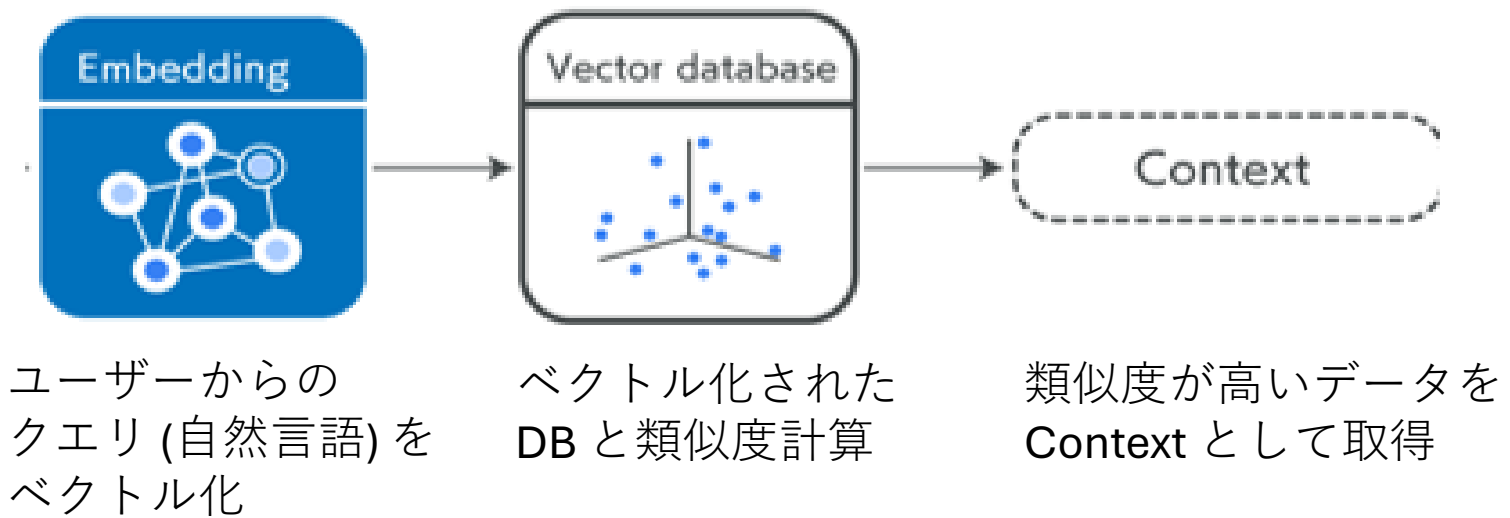 Embedding
Vector database
Context
ユーザーからの
クエリ (自然言語) を
ベクトル化
ベクトル化された
DB と類似度計算
類似度が高いデータを
Context として取得